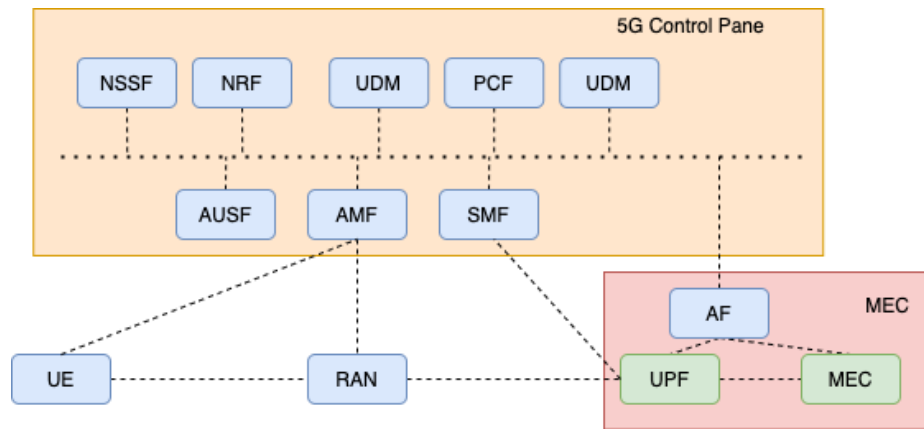 5G Control Pane
NSSF
NRF
UDM
PCF
UDM
AUSF
AMF
SMF
MEC
AF
UE
RAN
UPF
MEC